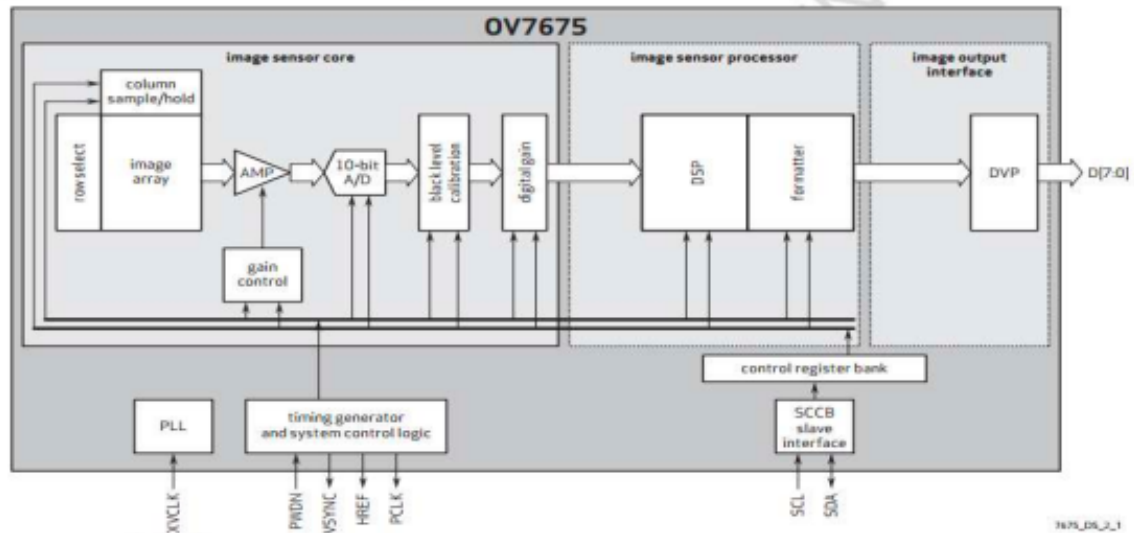 OV7675
image sensor core
image sensor processor
image output
interface
column
sample/hold
row select
image
array
AMP
10-bit
A/D
black level
calibration
digital gain
DSP
formatter
DVP
D[7:0]
gain
control
control register bank
PLL
timing generator
and system control logic
SCCB
slave
interface
XVCLK
PWDN
VSYNC
HREF
PCLK
SCL
SDA
7675_DS_2_1